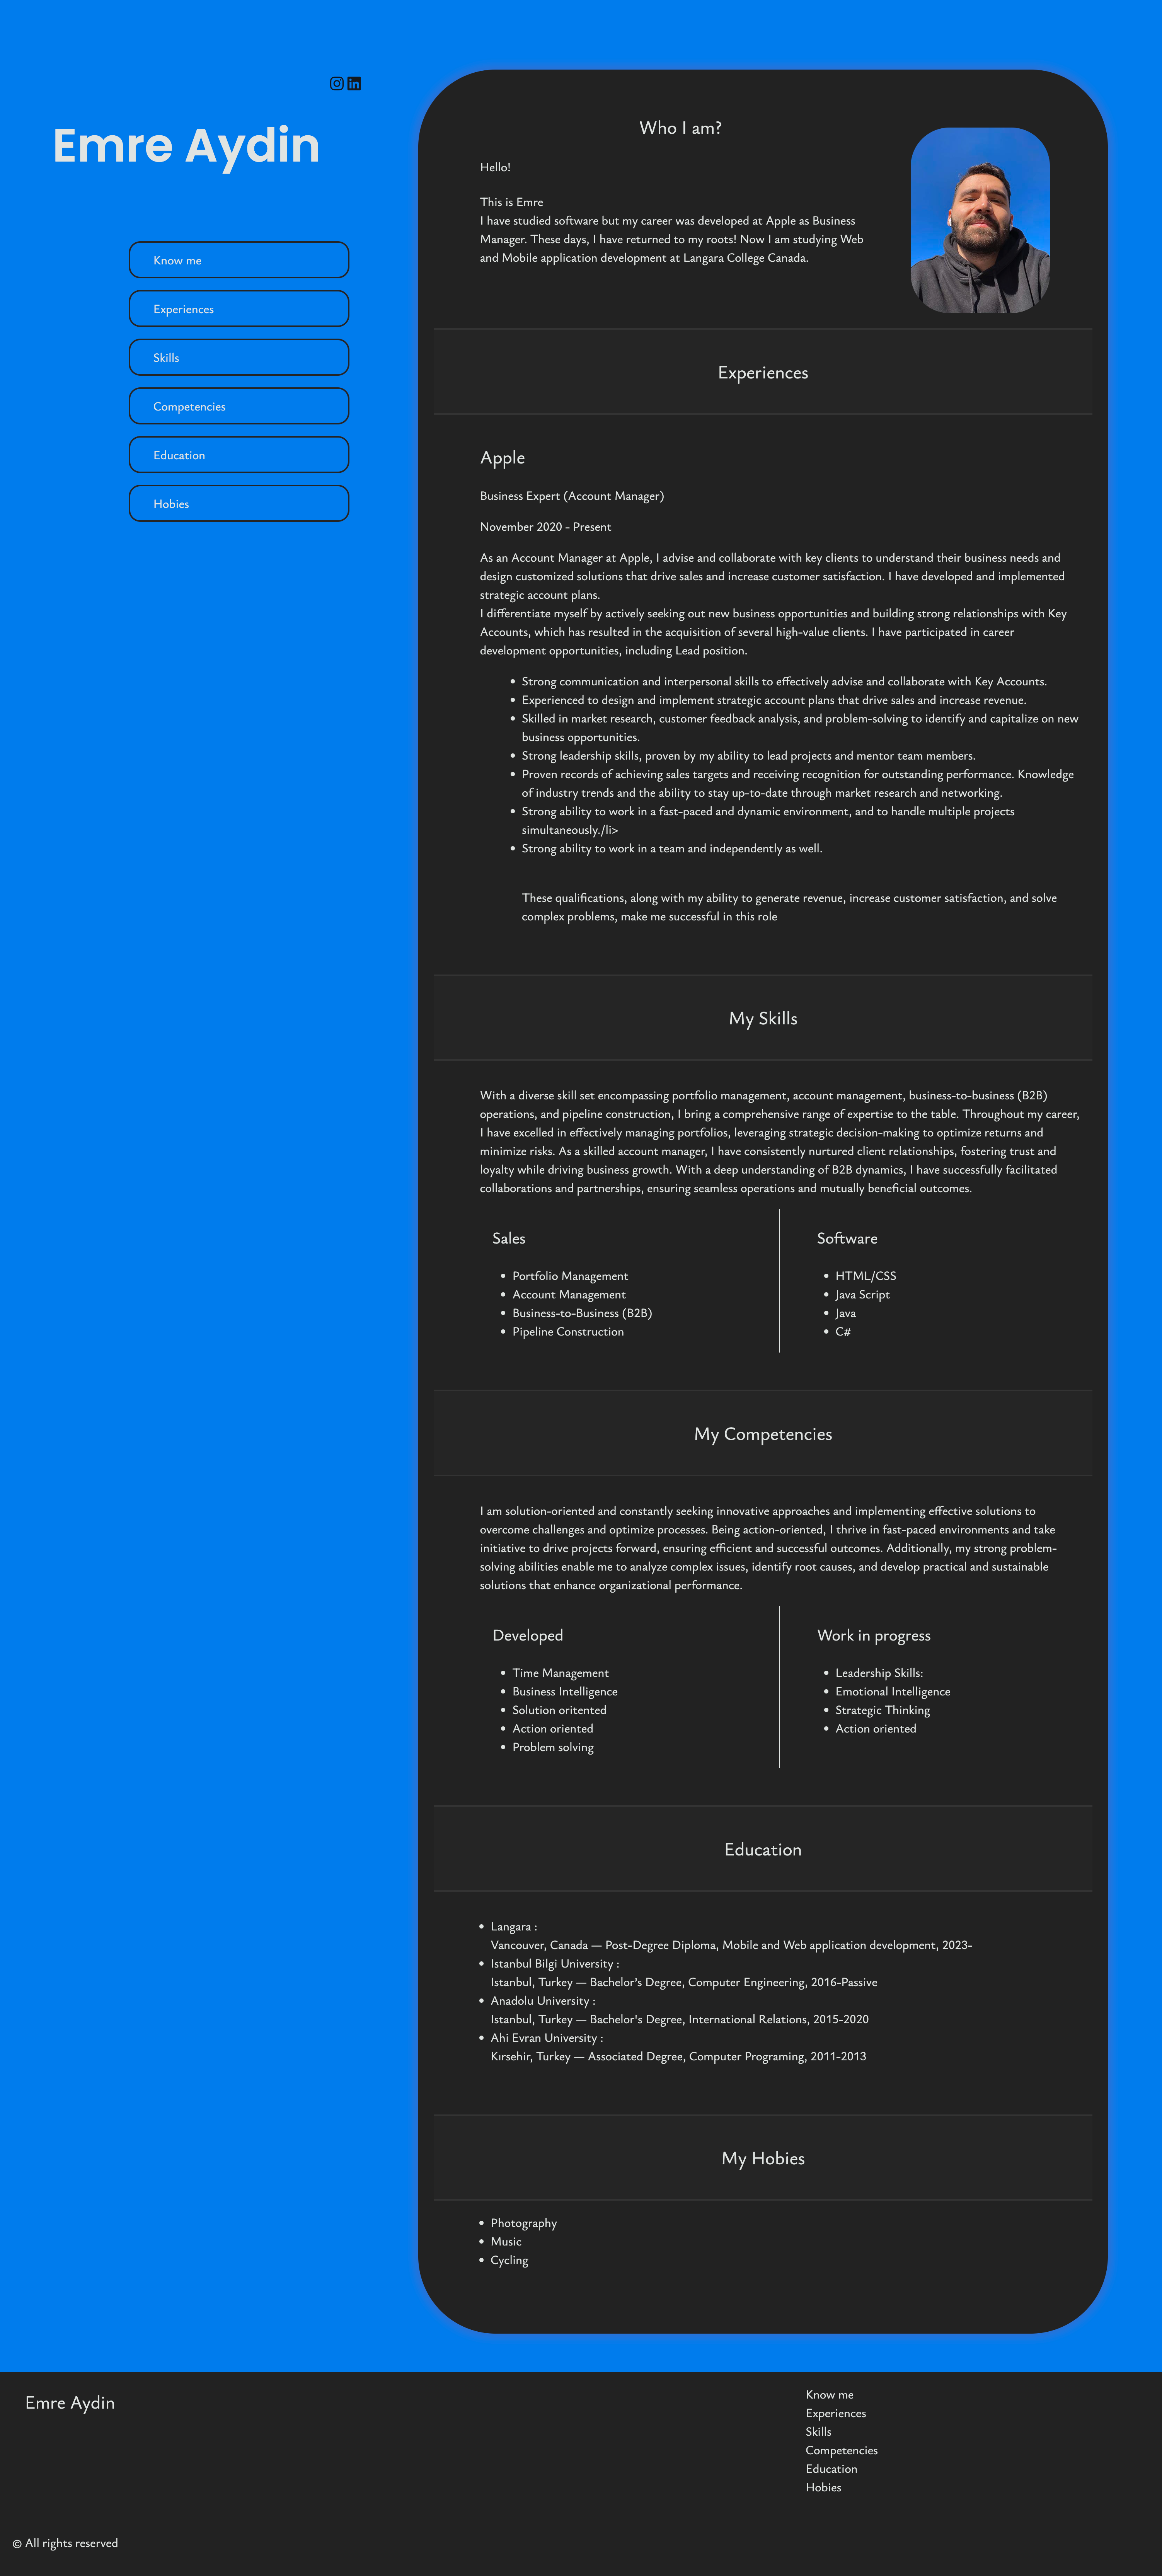 Emre Aydin
Know me
Experiences
Skills
Competencies
Education
Hobies
Who I am?
Hello!
This is Emre
I have studied software but my career was developed at Apple as Business
Manager. These days, I have returned to my roots! Now I am studying Web
and Mobile application development at Langara College Canada.
Experiences
Apple
Business Expert (Account Manager)
November 2020 - Present
As an Account Manager at Apple, I advise and collaborate with key clients to understand their business needs and
design customized solutions that drive sales and increase customer satisfaction. I have developed and implemented
strategic account plans.
I differentiate myself by actively seeking out new business opportunities and building strong relationships with Key
Accounts, which has resulted in the acquisition of several high-value clients. I have participated in career
development opportunities, including Lead position.
• Strong communication and interpersonal skills to effectively advise and collaborate with Key Accounts.
• Experienced to design and implement strategic account plans that drive sales and increase revenue.
• Skilled in market research, customer feedback analysis, and problem-solving to identify and capitalize on new
business opportunities.
• Strong leadership skills, proven by my ability to lead projects and mentor team members.
• Proven records of achieving sales targets and receiving recognition for outstanding performance. Knowledge
of industry trends and the ability to stay up-to-date through market research and networking.
• Strong ability to work in a fast-paced and dynamic environment, and to handle multiple projects
simultaneously./li>
• Strong ability to work in a team and independently as well.
These qualifications, along with my ability to generate revenue, increase customer satisfaction, and solve
complex problems, make me successful in this role
My Skills
With a diverse skill set encompassing portfolio management, account management, business-to-business (B2B)
operations, and pipeline construction, I bring a comprehensive range of expertise to the table. Throughout my career,
I have excelled in effectively managing portfolios, leveraging strategic decision-making to optimize returns and
minimize risks. As a skilled account manager, I have consistently nurtured client relationships, fostering trust and
loyalty while driving business growth. With a deep understanding of B2B dynamics, I have successfully facilitated
collaborations and partnerships, ensuring seamless operations and mutually beneficial outcomes.
Sales
• Portfolio Management
• Account Management
• Business-to-Business (B2B)
• Pipeline Construction
Software
• HTML/CSS
• Java Script
• Java
• C#
My Competencies
I am solution-oriented and constantly seeking innovative approaches and implementing effective solutions to
overcome challenges and optimize processes. Being action-oriented, I thrive in fast-paced environments and take
initiative to drive projects forward, ensuring efficient and successful outcomes. Additionally, my strong problem-
solving abilities enable me to analyze complex issues, identify root causes, and develop practical and sustainable
solutions that enhance organizational performance.
Developed
• Time Management
• Business Intelligence
• Solution oritented
• Action oriented
• Problem solving
Work in progress
• Leadership Skills:
• Emotional Intelligence
• Strategic Thinking
• Action oriented
Education
• Langara :
Vancouver, Canada — Post-Degree Diploma, Mobile and Web application development, 2023-
• Istanbul Bilgi University :
Istanbul, Turkey — Bachelor’s Degree, Computer Engineering, 2016-Passive
• Anadolu University :
Istanbul, Turkey — Bachelor's Degree, International Relations, 2015-2020
• Ahi Evran University :
Kırsehir, Turkey — Associated Degree, Computer Programing, 2011-2013
My Hobies
• Photography
• Music
• Cycling
Emre Aydin
Know me
Experiences
Skills
Competencies
Education
Hobies
© All rights reserved